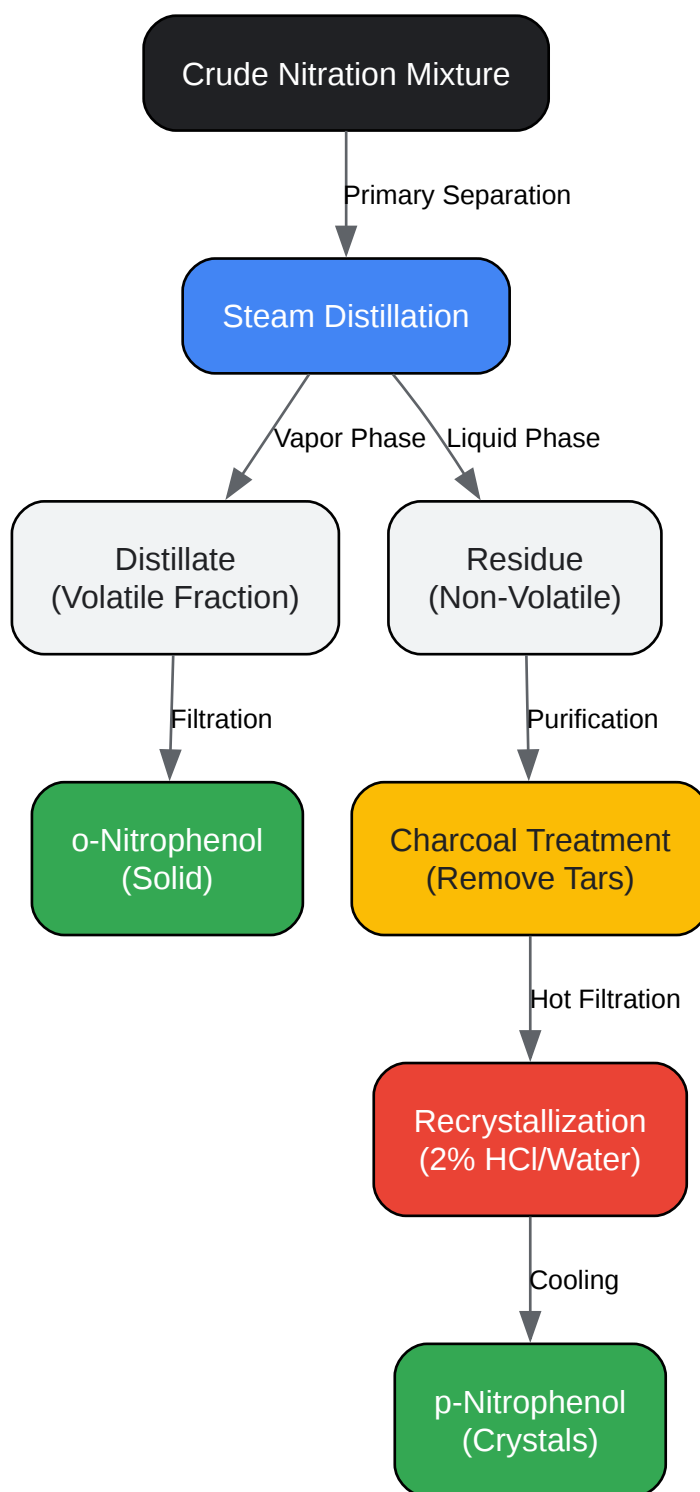 Crude Nitration Mixture
Primary Separation
Steam Distillation
Vapor Phase
Liquid Phase
Distillate
(Volatile Fraction)
Residue
(Non-Volatile)
Filtration
Purification
o-Nitrophenol
(Solid)
Charcoal Treatment
(Remove Tars)
Hot Filtration
Recrystallization
(2% HCl/Water)
Cooling
p-Nitrophenol
(Crystals)